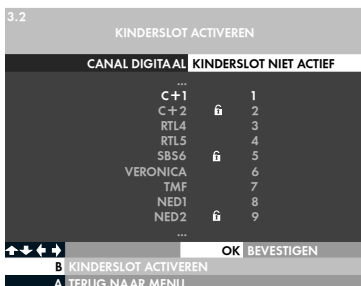 3.2
KINDERSLOT ACTIVEREN
CANAL DIGITAAL KINDERSLOT NIET ACTIEF
...
C+1 1
C+2 2
RTL4 3
RTL5 4
SBS6 5
VERONICA 6
TMF 7
NED1 8
NED2 9
...
OK BEVESTIGEN
B KINDERSLOT ACTIVEREN
A TERUG NAAR MENU